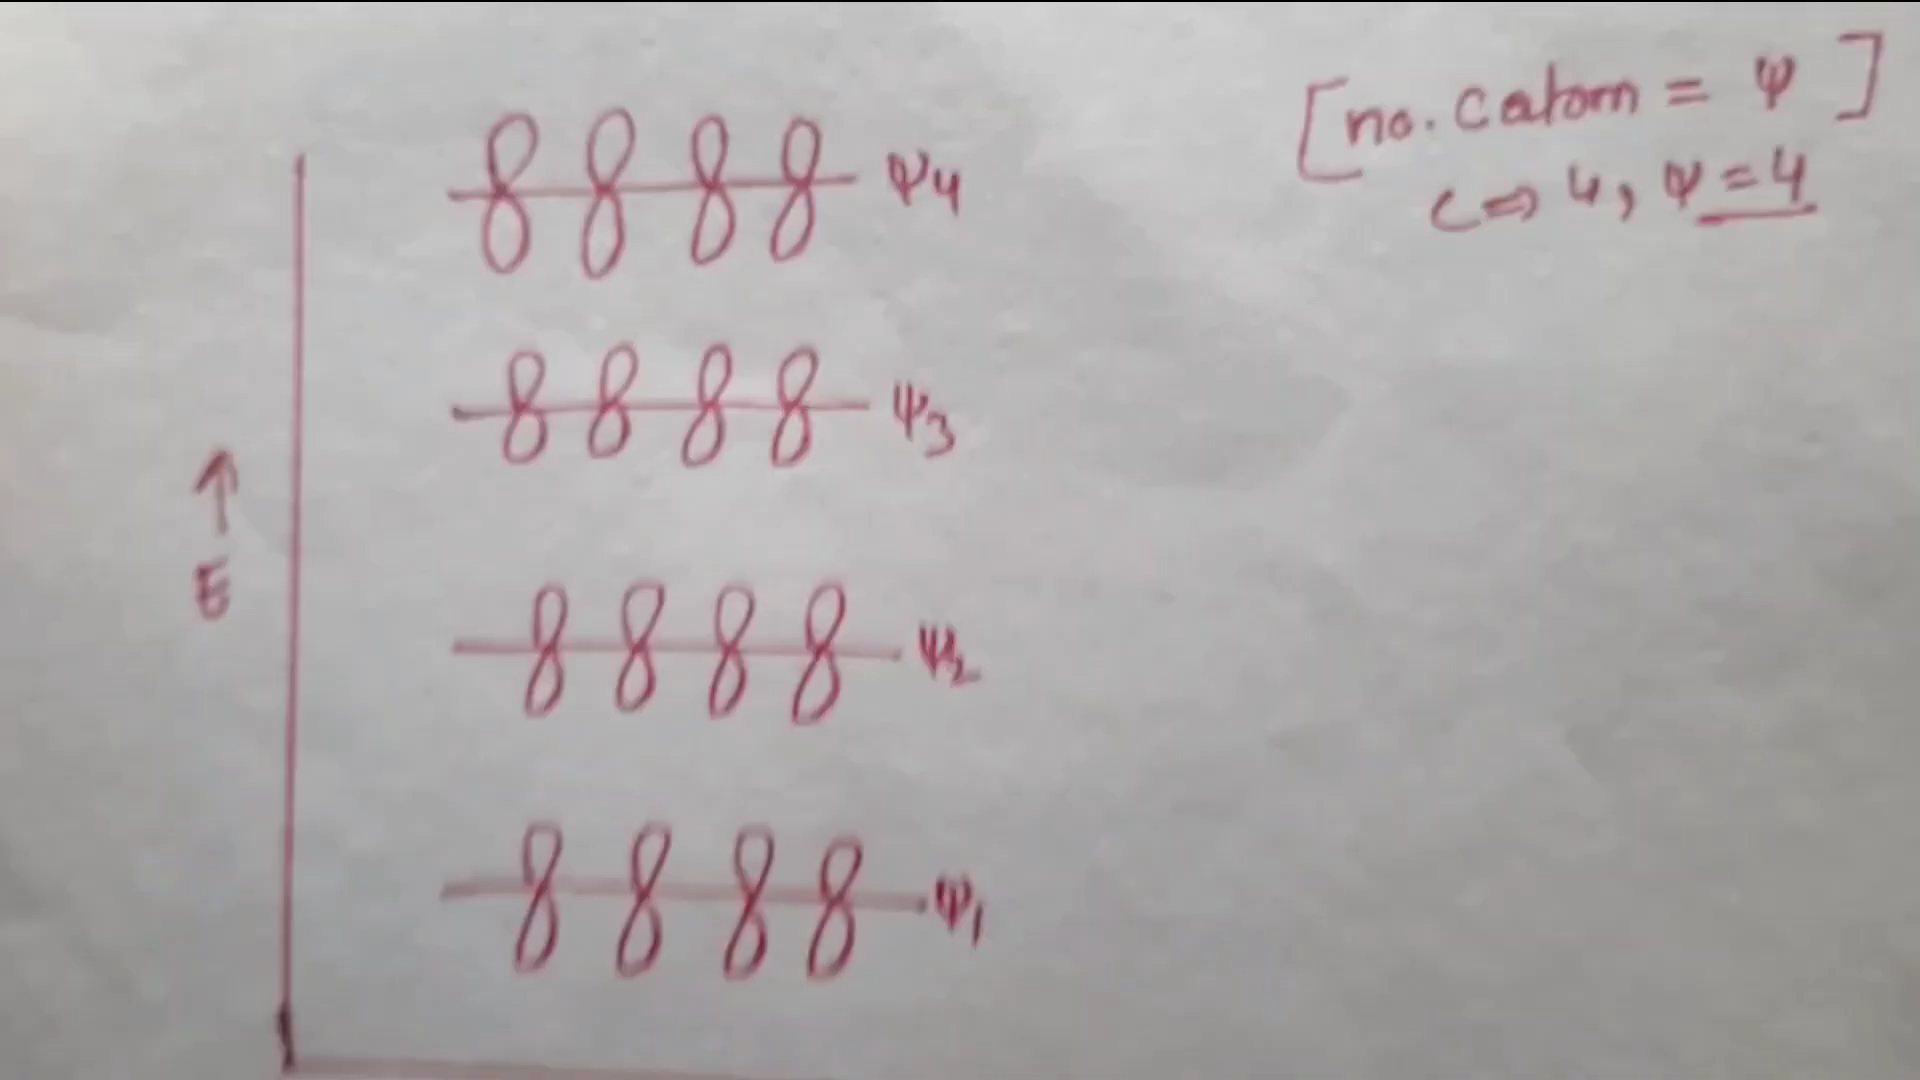 [no. c atom = ψ]
C ⇒ 4, ψ = 4
ψ4
ψ3
↑
E
ψ2
ψ1